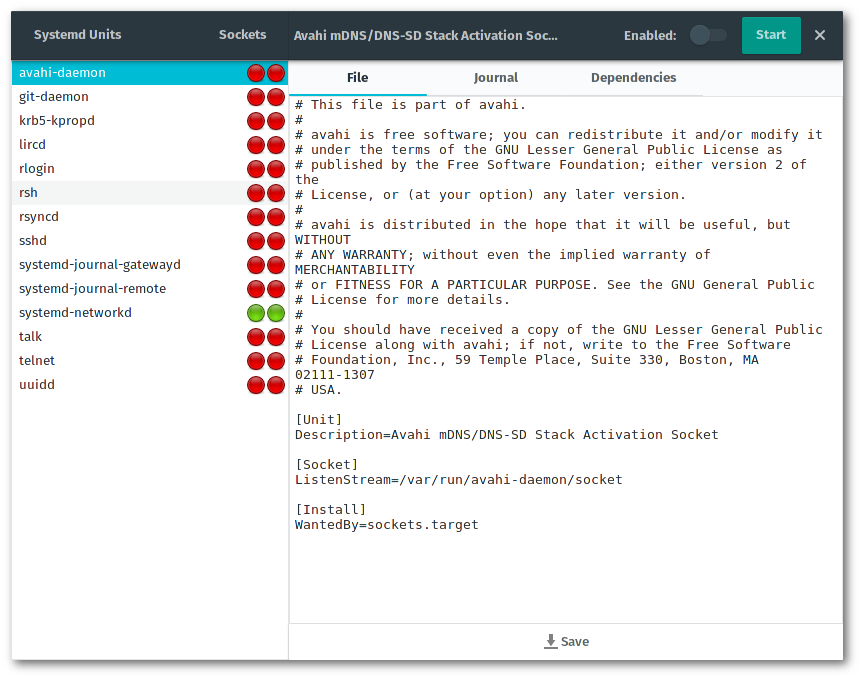 Systemd Units
Sockets
Avahi mDNS/DNS-SD Stack Activation Soc...
Enabled:
Start
avahi-daemon
git-daemon
krb5-kpropd
lircd
rlogin
rsh
rsyncd
sshd
systemd-journal-gatewayd
systemd-journal-remote
systemd-networkd
talk
telnet
uuidd
File
Journal
Dependencies
# This file is part of avahi.
#
# avahi is free software; you can redistribute it and/or modify it
# under the terms of the GNU Lesser General Public License as
# published by the Free Software Foundation; either version 2 of
the
# License, or (at your option) any later version.
#
# avahi is distributed in the hope that it will be useful, but
WITHOUT
# ANY WARRANTY; without even the implied warranty of
MERCHANTABILITY
# or FITNESS FOR A PARTICULAR PURPOSE. See the GNU General Public
# License for more details.
#
# You should have received a copy of the GNU Lesser General Public
# License along with avahi; if not, write to the Free Software
# Foundation, Inc., 59 Temple Place, Suite 330, Boston, MA
02111-1307
# USA.
[Unit]
Description=Avahi mDNS/DNS-SD Stack Activation Socket
[Socket]
ListenStream=/var/run/avahi-daemon/socket
[Install]
WantedBy=sockets.target
Save